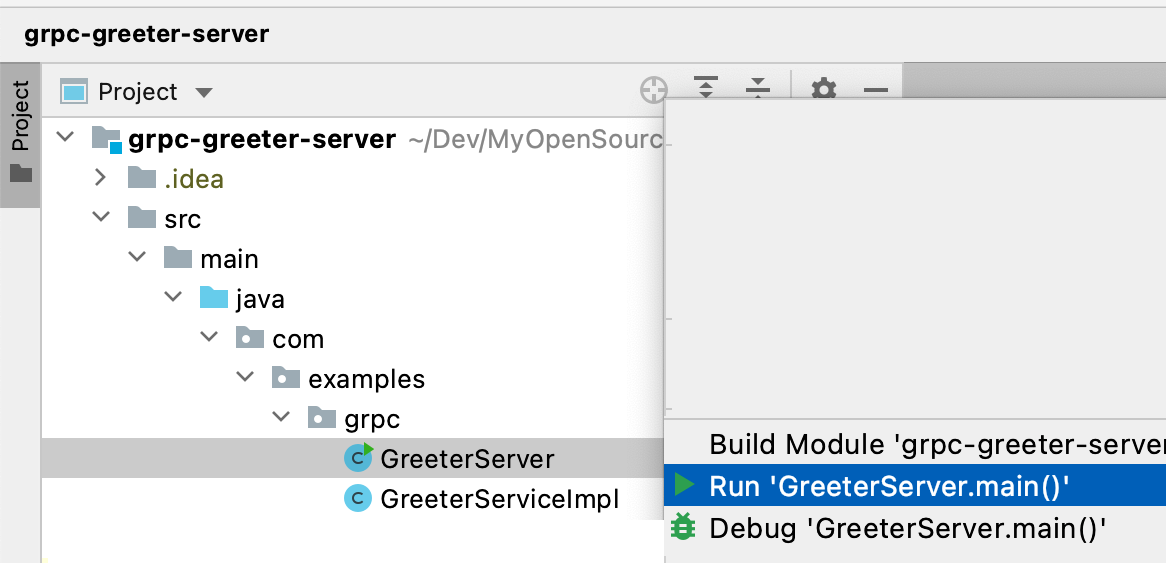 grpc-greeter-server
Project
Project
grpc-greeter-server ~/Dev/MyOpenSourc
.idea
src
main
java
com
examples
grpc
GreeterServer
GreeterServiceImpl
Build Module 'grpc-greeter-server
Run 'GreeterServer.main()'
Debug 'GreeterServer.main()'